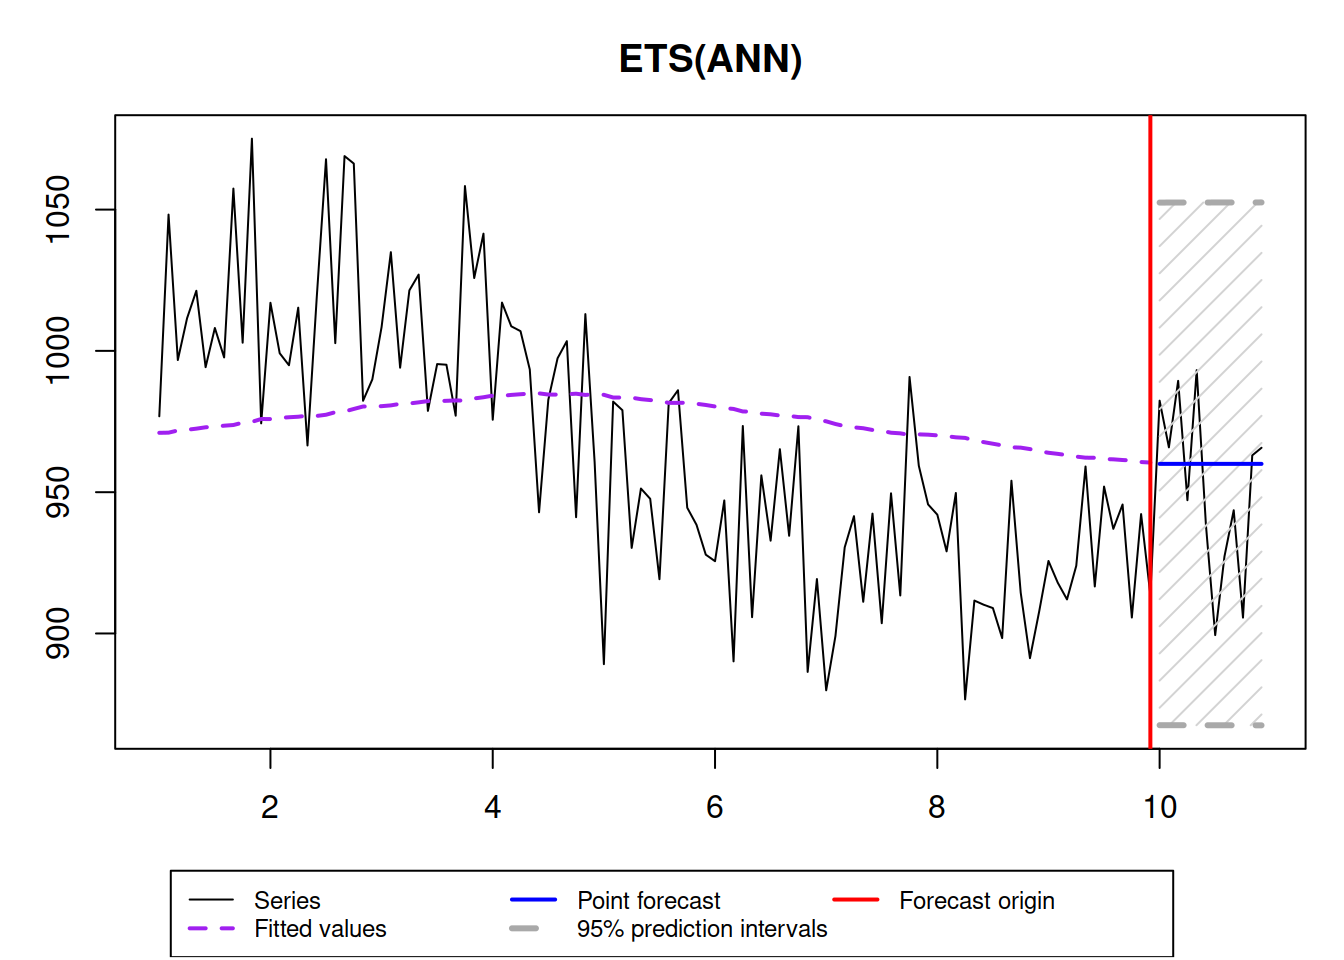 ETS(ANN)
1050
1000
950
900
2 4 6 8 10
Series Point forecast Forecast origin
Fitted values 95% prediction intervals